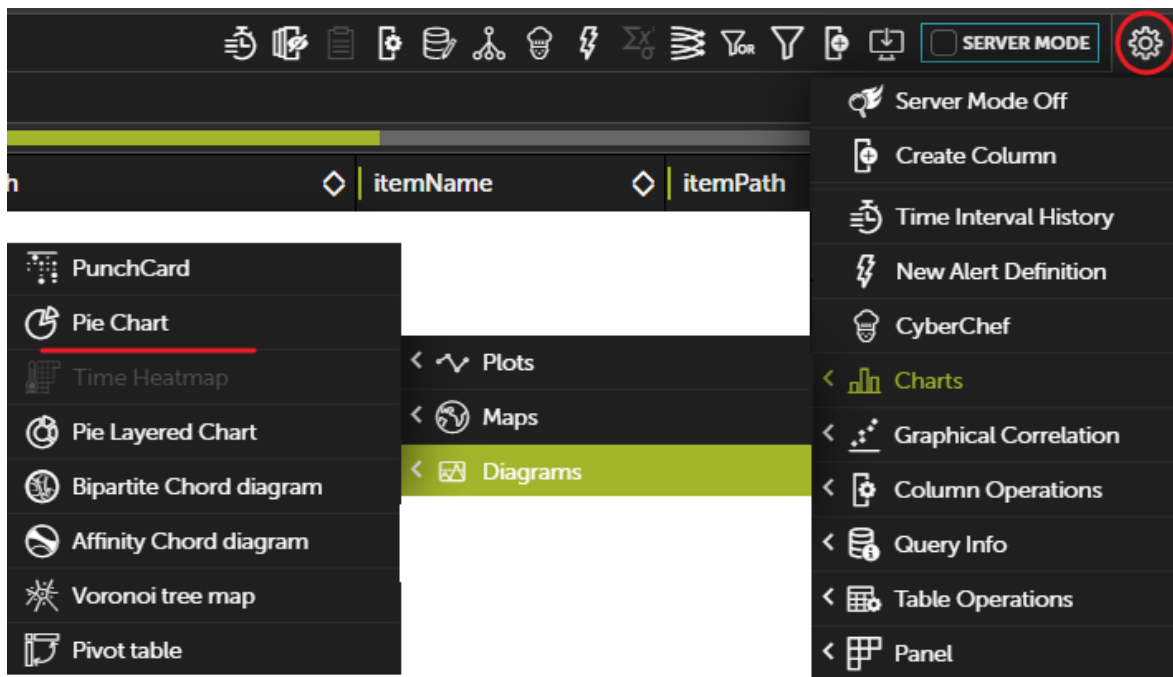 OR
SERVER MODE
Server Mode Off
Create Column
h
itemName
itemPath
Time Interval History
New Alert Definition
CyberChef
Charts
Graphical Correlation
Column Operations
Query Info
Table Operations
Panel
Plots
Maps
Diagrams
PunchCard
Pie Chart
Time Heatmap
Pie Layered Chart
Bipartite Chord diagram
Affinity Chord diagram
Voronoi tree map
Pivot table